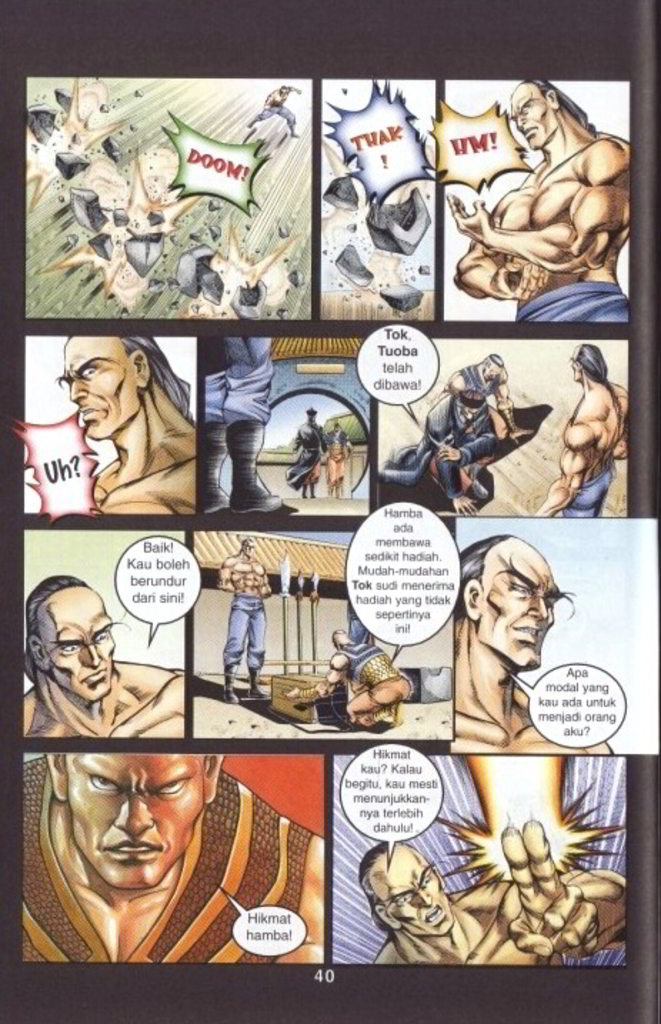 DOOM!
THAK
!
HM!
Uh?
Tok,
Tuoba
telah
dibawa!
Baik!
Kau boleh
berundur
dari sini!
Hamba
ada
membawa
sedikit hadiah.
Mudah-mudahan
Tok sudi menerima
hadiah yang tidak
sepertinya
ini!
Apa
modal yang
kau ada untuk
menjadi orang
aku?
Hikmat
hamba!
Hikmat
kau? Kalau
begitu, kau mesti
menunjukkan-
nya terlebih
dahulu!
40